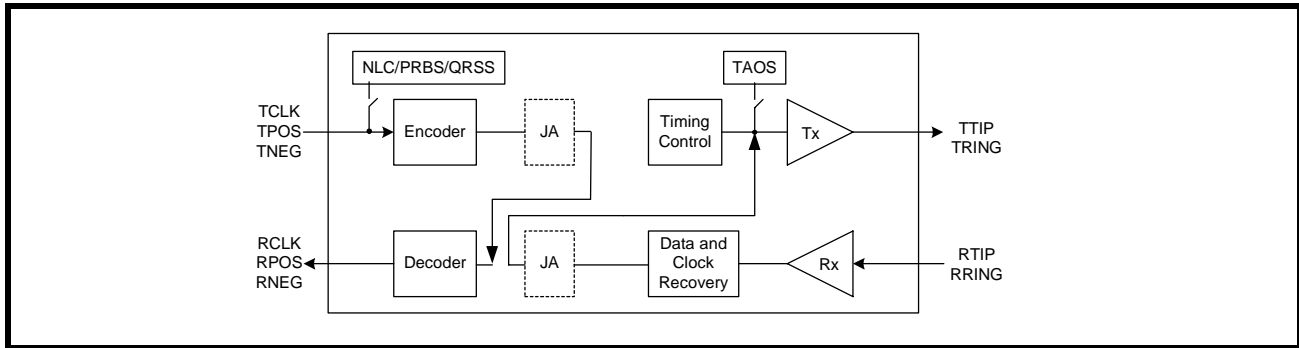 NLC/PRBS/QRSS
TAOS
TCLK
TPOS
TNEG
Encoder
JA
Timing
Control
Tx
TTIP
TRING
RCLK
RPOS
RNEG
Decoder
JA
Data and
Clock
Recovery
Rx
RTIP
RRING